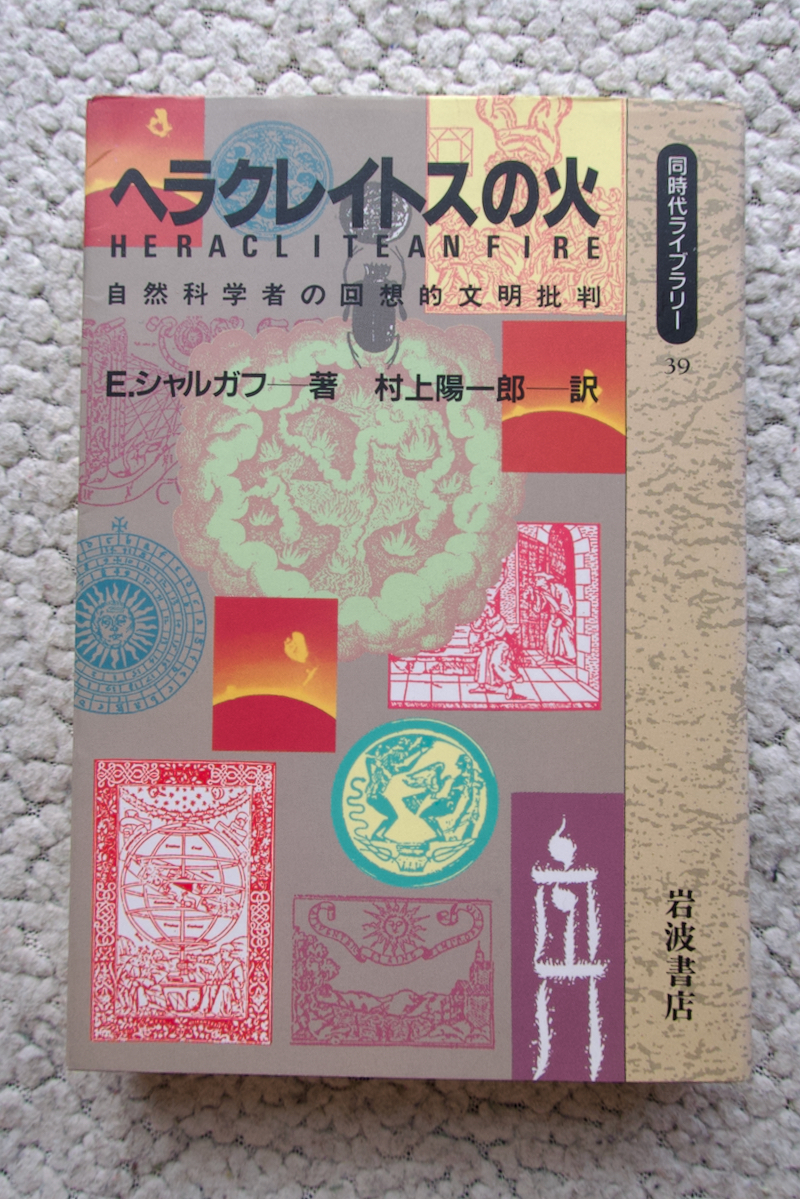 ヘラクレイトスの火
HERACLITEAN FIRE
自然科学者の回想的文明批判
E.シャルガフ――著 村上陽一郎――訳
同時代ライブラリー
39
岩波書店